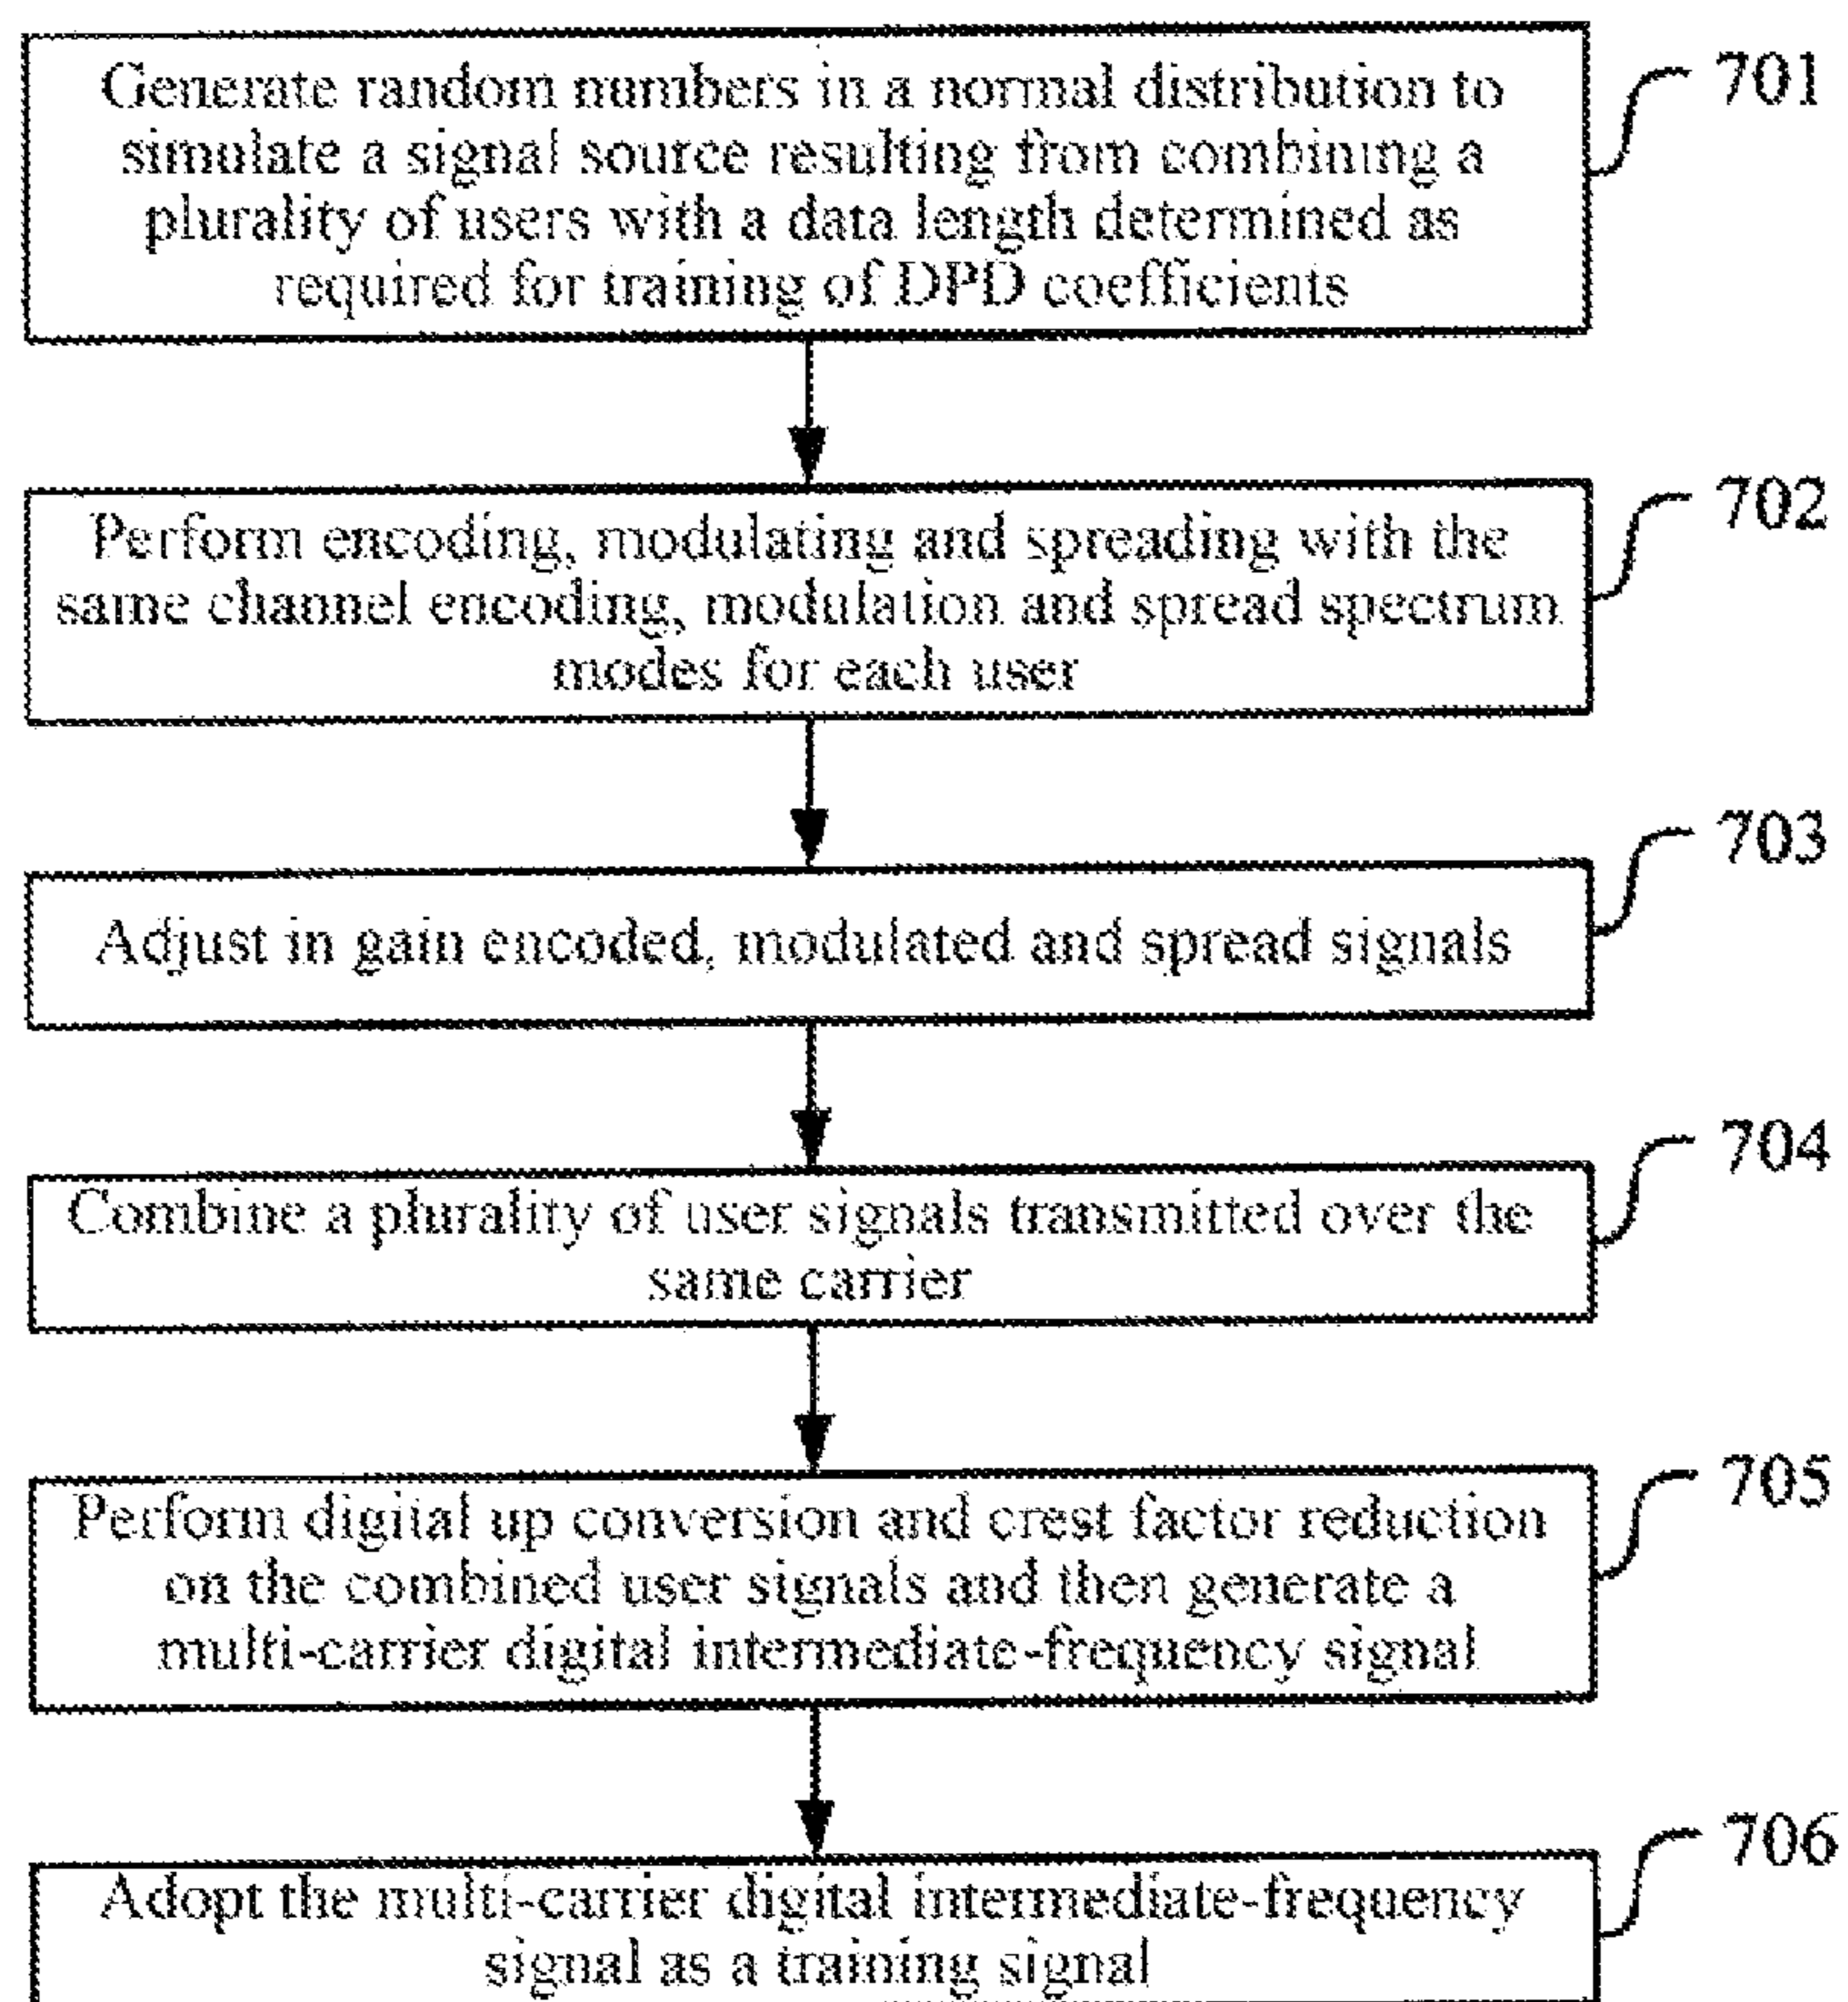 Generate random numbers in a normal distribution to
simulate a signal source resulting from combining a
plurality of users with a data length determined as
required for training of DPD coefficients
701
Perform encoding, modulating and spreading with the
same channel encoding, modulation and spread spectrum
modes for each user
702
Adjust in gain encoded, modulated and spread signals
703
Combine a plurality of user signals transmitted over the
same carrier
704
Perform digital up conversion and crest factor reduction
on the combined user signals and then generate a
multi-carrier digital intermediate-frequency signal
705
Adopt the multi-carrier digital intermediate-frequency
signal as a training signal
706